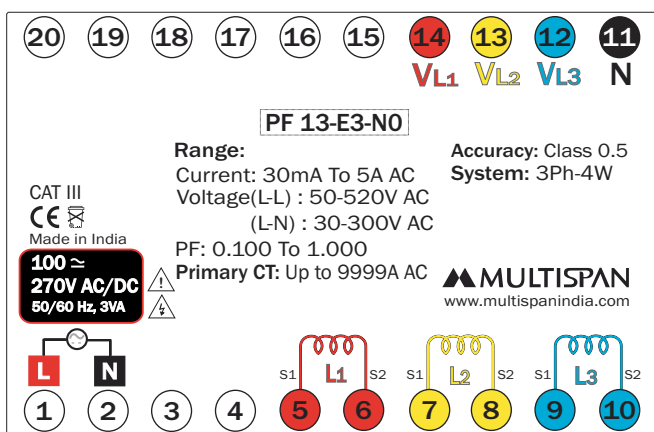 20 19 18 17 16 15 14 13 12 11
VL1 VL2 VL3 N
PF 13-E3-N0
Range:
Current: 30mA To 5A AC
Voltage(L-L) : 50-520V AC
(L-N) : 30-300V AC
PF: 0.100 To 1.000
Primary CT: Up to 9999A AC
Accuracy: Class 0.5
System: 3Ph-4W
CAT III
CE
Made in India
100 ≃
270V AC/DC
50/60 Hz, 3VA
MULTISPAN
www.multispanindia.com
L N
S1 L1 S2 S1 L2 S2 S1 L3 S2
1 2 3 4 5 6 7 8 9 10